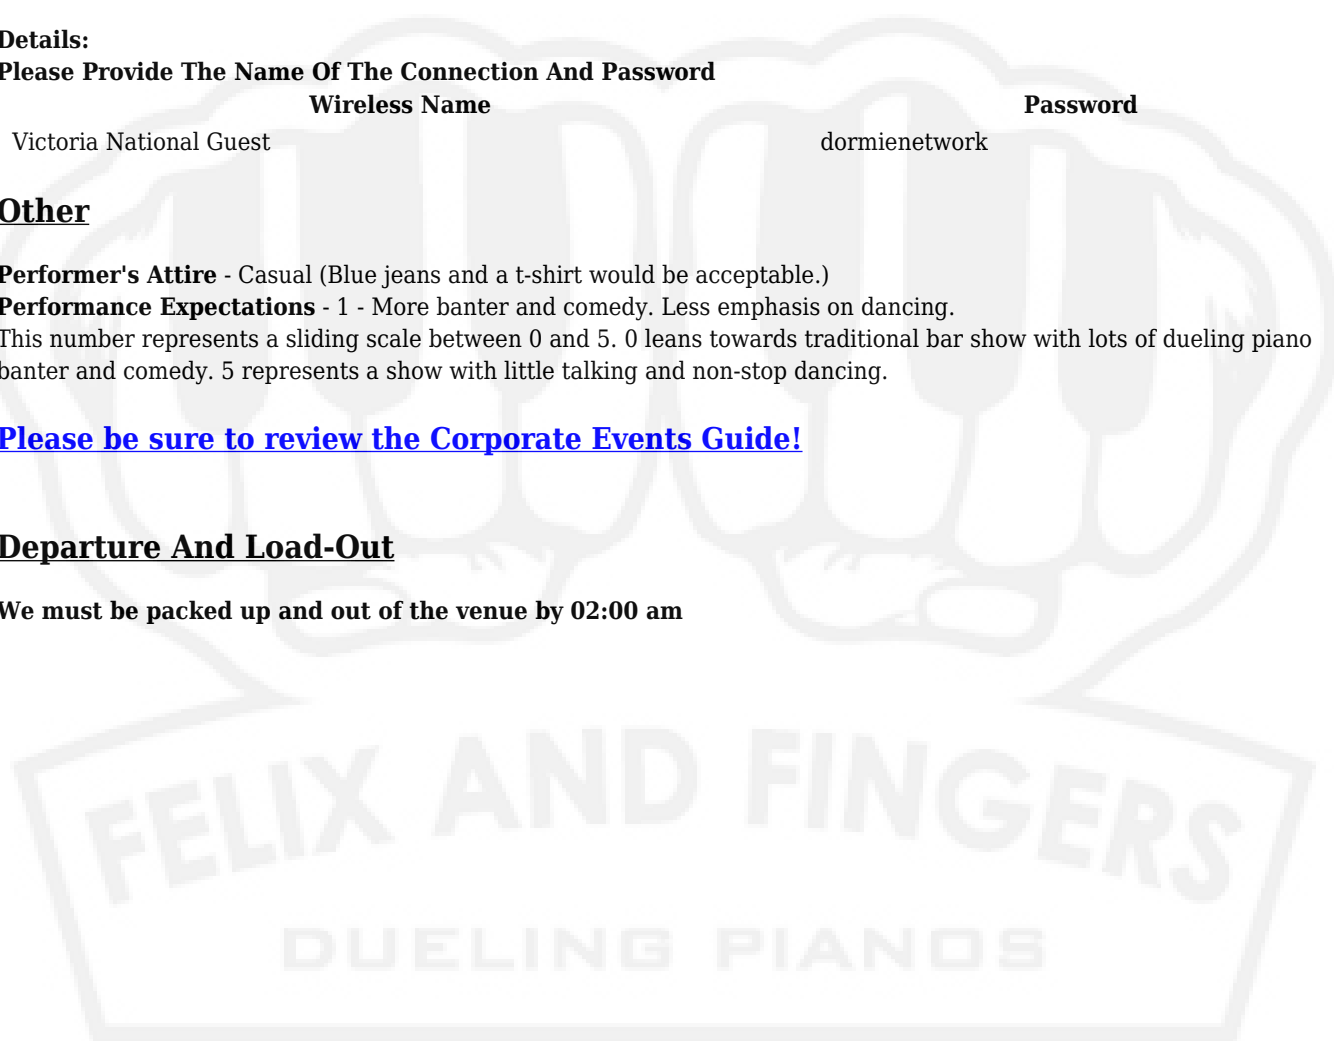 Details:
Please Provide The Name Of The Connection And Password
Wireless Name Password
Victoria National Guest dormienetwork
Other
Performer's Attire - Casual (Blue jeans and a t-shirt would be acceptable.)
Performance Expectations - 1 - More banter and comedy. Less emphasis on dancing.
This number represents a sliding scale between 0 and 5. 0 leans towards traditional bar show with lots of dueling piano
banter and comedy. 5 represents a show with little talking and non-stop dancing.
Please be sure to review the Corporate Events Guide!
Departure And Load-Out
We must be packed up and out of the venue by 02:00 am
FELIX AND FINGERS
DUELING PIANOS